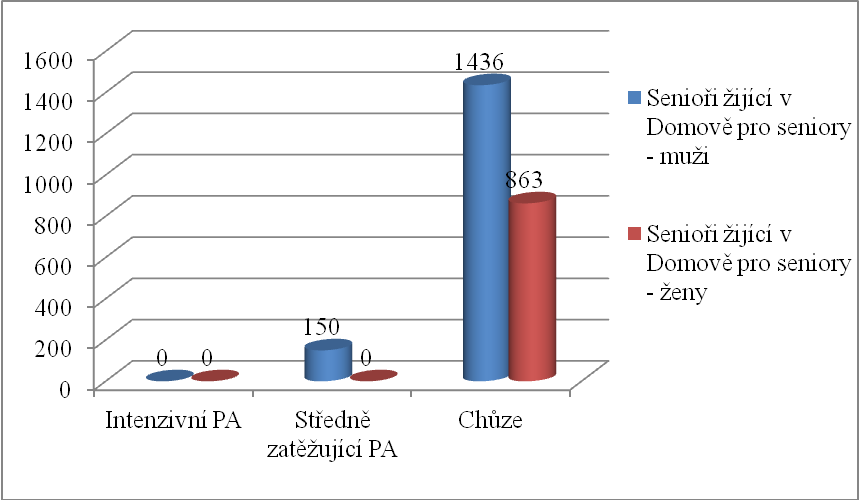 1600
1400
1200
1000
800
600
400
200
0
0
0
150
0
1436
863
Intenzivní PA
Středně
zatěžující PA
Chůze
Senioři žijící v
Domově pro seniory
- muži
Senioři žijící v
Domově pro seniory
- ženy